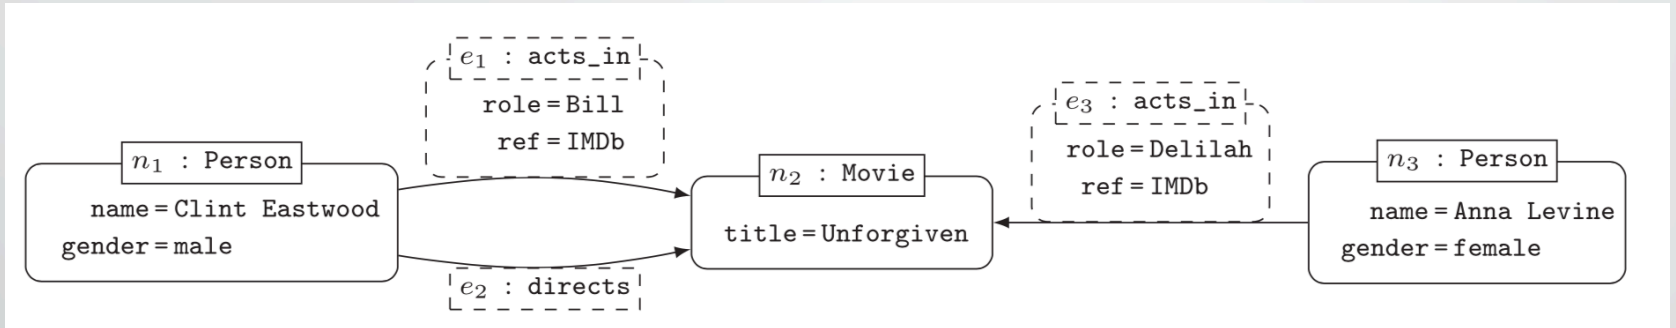 e₁ : acts_in
role = Bill
ref = IMDb
n₁ : Person
name = Clint Eastwood
gender = male
e₂ : directs
n₂ : Movie
title = Unforgiven
e₃ : acts_in
role = Delilah
ref = IMDb
n₃ : Person
name = Anna Levine
gender = female